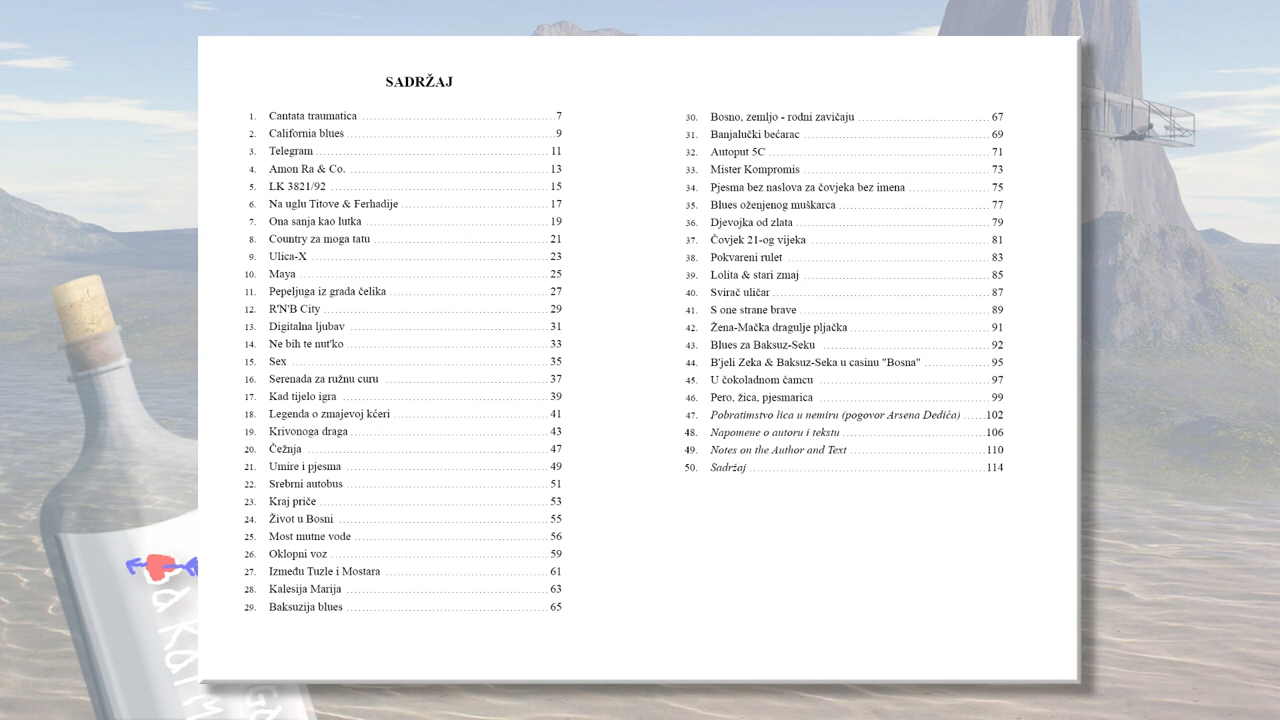 SADRŽAJ
1. Cantata traumatica 7
2. California blues 9
3. Telegram 11
4. Amon Ra & Co. 13
5. LK 3821/92 15
6. Na uglu Titove & Ferhadije 17
7. Ona sanja kao lutka 19
8. Country za moga tatu 21
9. Ulica-X 23
10. Maya 25
11. Pepeljuga iz grada čelika 27
12. R'N'B City 29
13. Digitalna ljubav 31
14. Ne bih te nut'ko 33
15. Sex 35
16. Serenada za ružnu curu 37
17. Kad tijelo igra 39
18. Legenda o zmajevoj kćeri 41
19. Krivonoga draga 43
20. Čežnja 47
21. Umire i pjesma 49
22. Srebrni autobus 51
23. Kraj priče 53
24. Život u Bosni 55
25. Most mutne vode 56
26. Oklopni voz 59
27. Između Tuzle i Mostara 61
28. Kalesija Marija 63
29. Baksuzija blues 65
30. Bosno, zemljo - rodni zavičaju 67
31. Banjalučki bećarac 69
32. Autoput 5C 71
33. Mister Kompromis 73
34. Pjesma bez naslova za čovjeka bez imena 75
35. Blues oženjenog muškarca 77
36. Djevojka od zlata 79
37. Čovjek 21-og vijeka 81
38. Pokvareni rulet 83
39. Lolita & stari zmaj 85
40. Svirač uličar 87
41. S one strane brave 89
42. Žena-Mačka dragulje pljačka 91
43. Blues za Baksuz-Seku 92
44. B'jeli Zeka & Baksuz-Seka u casinu "Bosna" 95
45. U čokoladnom čamcu 97
46. Pero, žica, pjesmarica 99
47. Pobratimstvo lica u nemiru (pogovor Arsena Dedića) 102
48. Napomene o autoru i tekstu 106
49. Notes on the Author and Text 110
50. Sadržaj 114